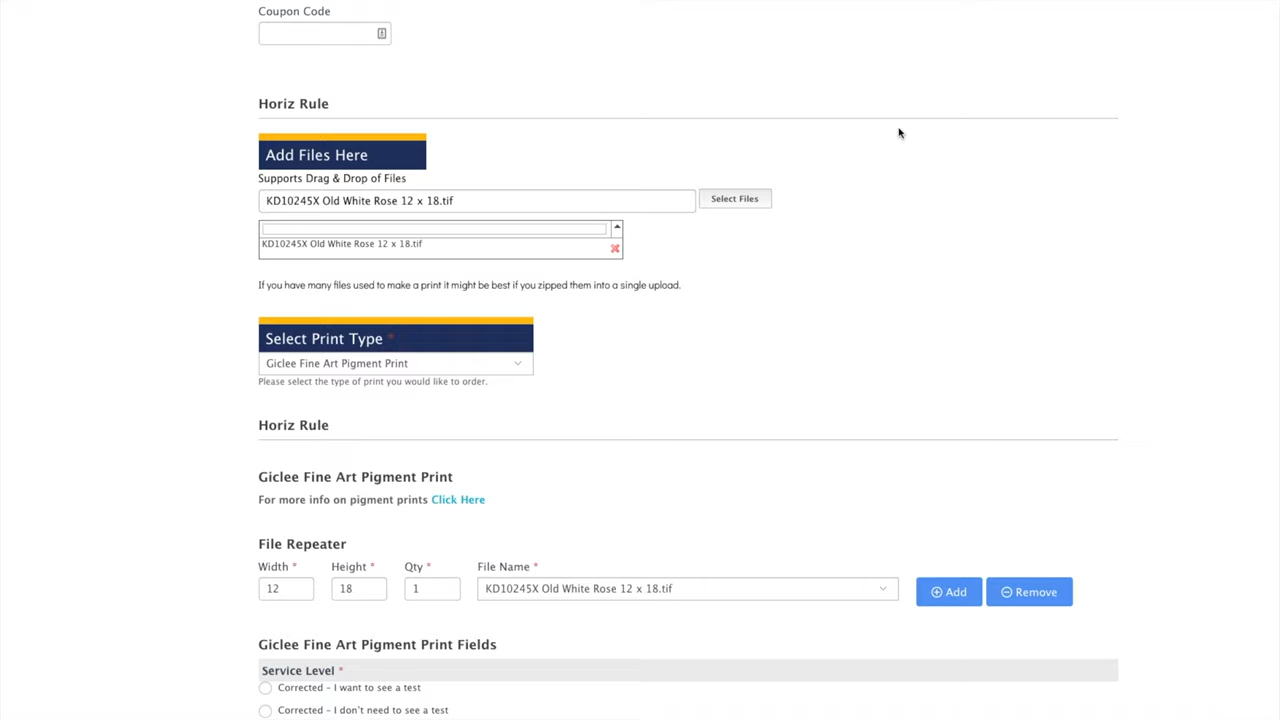 Coupon Code
Horiz Rule
Add Files Here
Supports Drag & Drop of Files
KD10245X Old White Rose 12 x 18.tif
Select Files
KD10245X Old White Rose 12 x 18.tif
If you have many files used to make a print it might be best if you zipped them into a single upload.
Select Print Type *
Giclee Fine Art Pigment Print
Please select the type of print you would like to order.
Horiz Rule
Giclee Fine Art Pigment Print
For more info on pigment prints Click Here
File Repeater
Width * Height * Qty * File Name *
12 18 1 KD10245X Old White Rose 12 x 18.tif Add Remove
Giclee Fine Art Pigment Print Fields
Service Level *
Corrected - I want to see a test
Corrected - I don't need to see a test